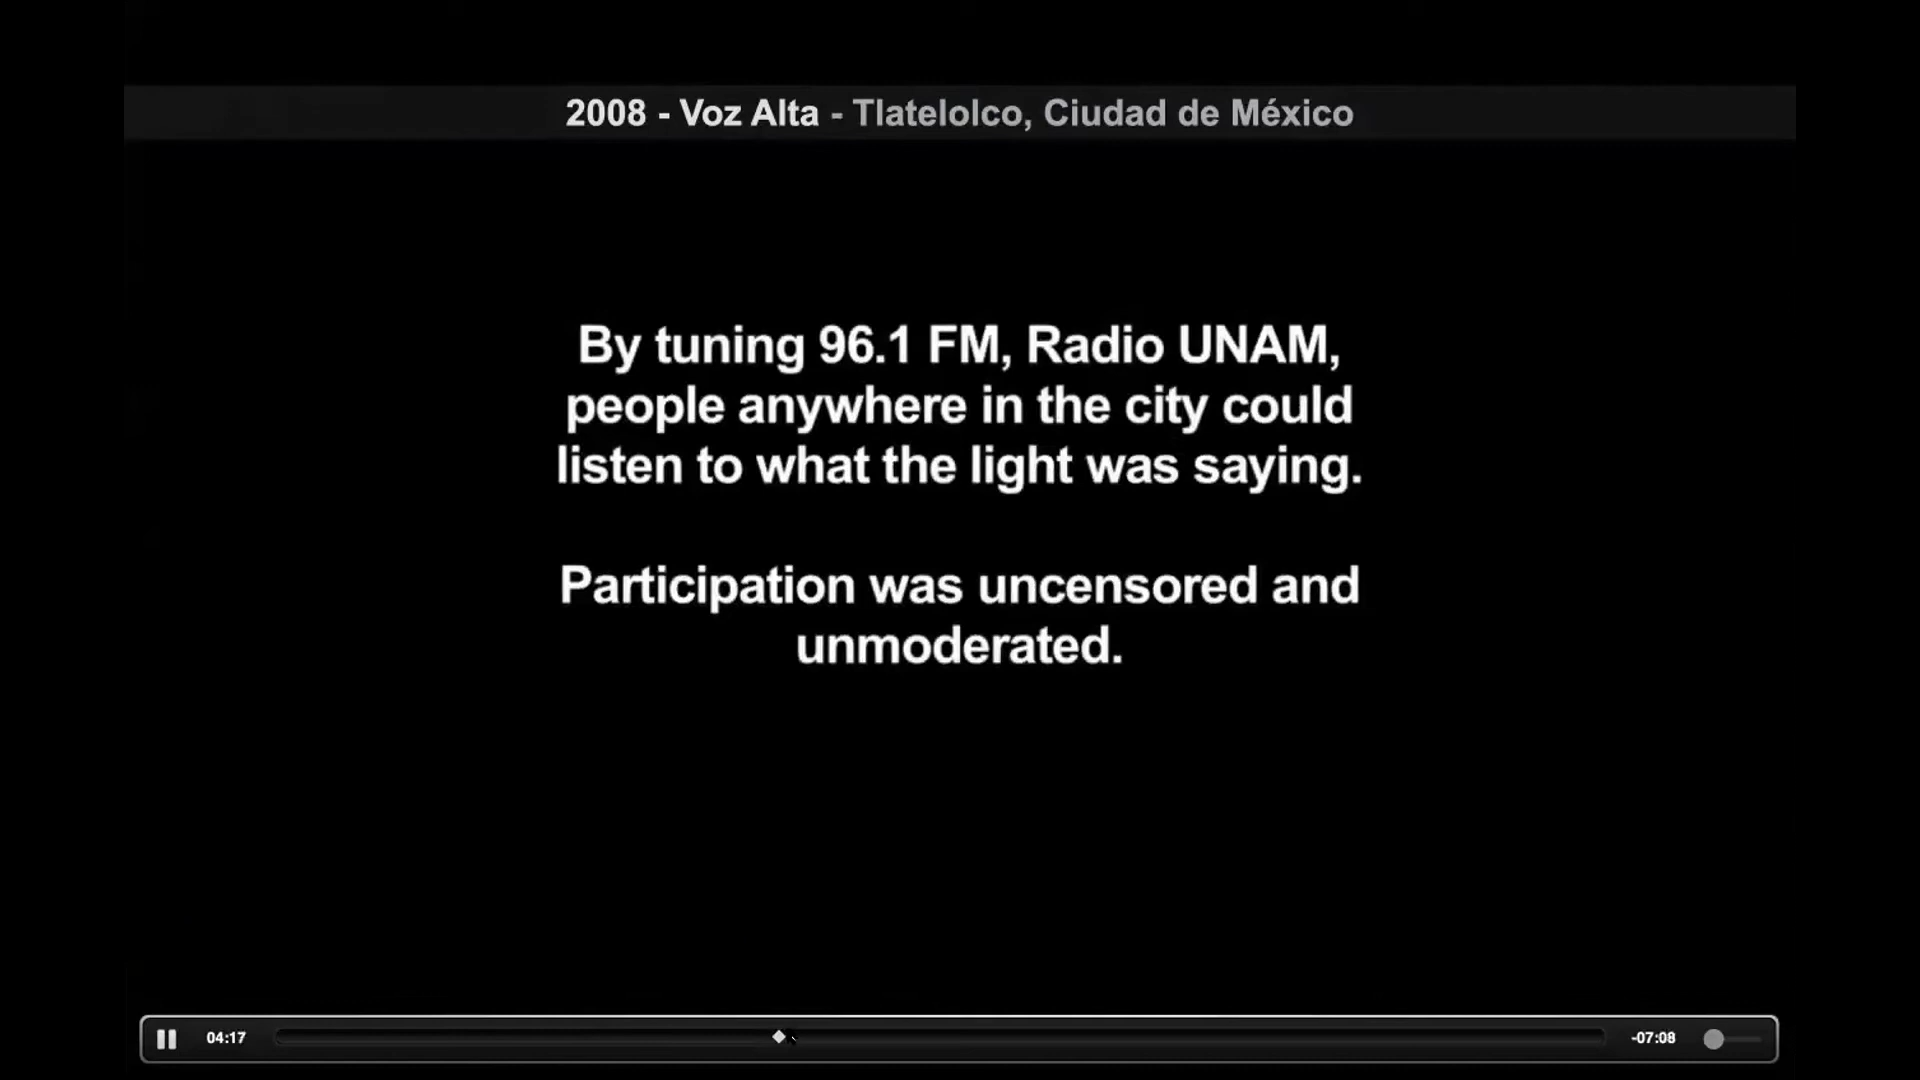 2008 - Voz Alta - Tlatelolco, Ciudad de México
By tuning 96.1 FM, Radio UNAM,
people anywhere in the city could
listen to what the light was saying.
Participation was uncensored and
unmoderated.
04:17
-07:08